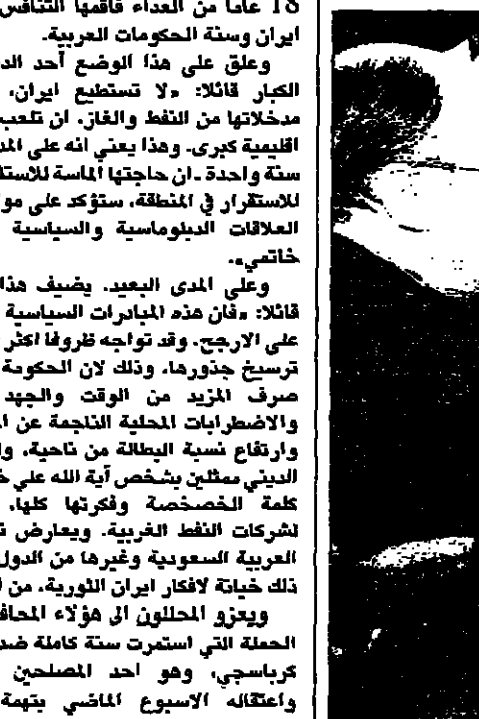 18 عاما من العداء فاقمها التنافس
ايران وسنة الحكومات العربية.
وعلق على هذا الوضع أحد الد
الكبار قائلا: «لا تستطيع ايران،
مدخلاتها من النفط والغاز، ان تلعب
اقليمية كبرى. وهذا يعني انه على المد
سنة واحدة ـ ان حاجتها الماسة للاستق
للاستقرار في المنطقة، ستؤكد على مو
العلاقات الدبلوماسية والسياسية
خاتمي».
وعلى المدى البعيد، يضيف هذا
قائلا: «فان هذه المبادرات السياسية
على الارجح، وقد تواجه ظروفا اكثر
ترسيخ جذورها، وذلك لان الحكومة
صرف المزيد من الوقت والجهد
والاضطرابات المحلية الناجمة عن ا
وارتفاع نسبة البطالة من ناحية، وا
الديني ممثلين بشخص آية الله علي خ
كلمة الخصخصة وفكرتها كلها،
لشركات النفط الغربية. ويعارض ت
العربية السعودية وغيرها من الدول
ذلك خيانة لافكار ايران الثورية، من ا
ويعزو المحللون الى هؤلاء المحاف
الحملة التي استمرت سنة كاملة ضد
كرباسجي، وهو احد المصلحين
واعتقاله الاسبوع الماضي بتهمة